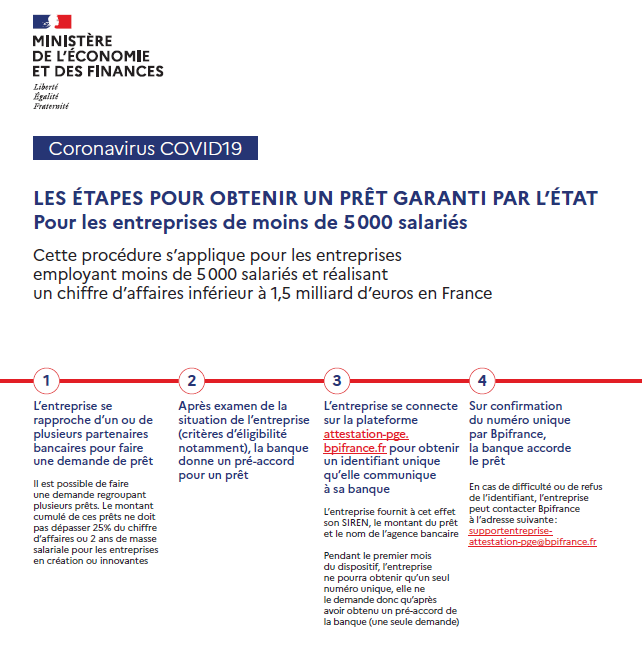 MINISTÈRE
DE L'ÉCONOMIE
ET DES FINANCES
Liberté
Égalité
Fraternité
Coronavirus COVID19
LES ÉTAPES POUR OBTENIR UN PRÊT GARANTI PAR L'ÉTAT
Pour les entreprises de moins de 5 000 salariés
Cette procédure s'applique pour les entreprises
employant moins de 5 000 salariés et réalisant
un chiffre d'affaires inférieur à 1,5 milliard d'euros en France
1
L'entreprise se
rapproche d'un ou de
plusieurs partenaires
bancaires pour faire
une demande de prêt
Il est possible de faire
une demande regroupant
plusieurs prêts. Le montant
cumulé de ces prêts ne doit
pas dépasser 25% du chiffre
d'affaires ou 2 ans de masse
salariale pour les entreprises
en création ou innovantes
2
Après examen de la
situation de l'entreprise
(critères d'éligibilité
notamment), la banque
donne un pré-accord
pour un prêt
3
L'entreprise se connecte
sur la plateforme
attestation-pge.
bpifrance.fr pour obtenir
un identifiant unique
qu'elle communique
à sa banque
L'entreprise fournit à cet effet
son SIREN, le montant du prêt
et le nom de l'agence bancaire
Pendant le premier mois
du dispositif, l'entreprise
ne pourra obtenir qu'un seul
numéro unique, elle ne
le demande donc qu'après
avoir obtenu un pré-accord de
la banque (une seule demande)
4
Sur confirmation
du numéro unique
par Bpifrance,
la banque accorde
le prêt
En cas de difficulté ou de refus
de l'identifiant, l'entreprise
peut contacter Bpifrance
à l'adresse suivante :
supportentreprise-
attestation-pge@bpifrance.fr